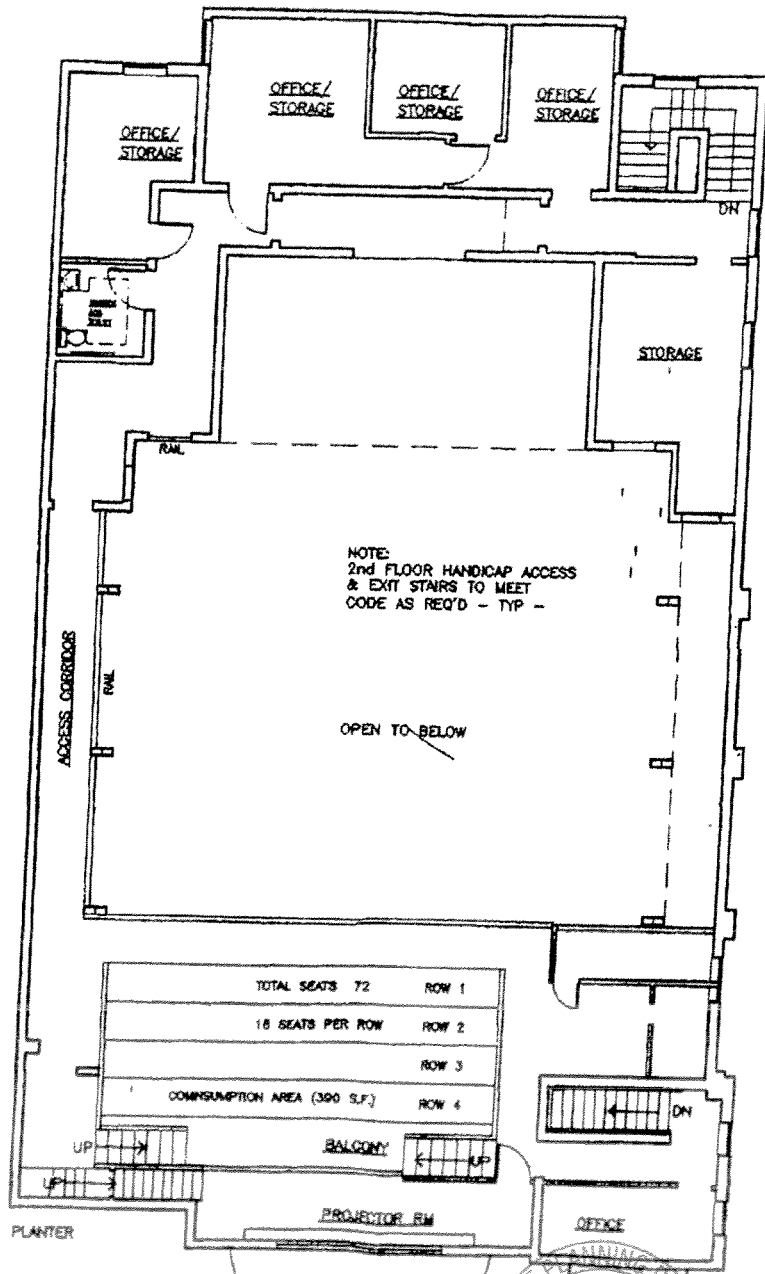 OFFICE/
STORAGE
OFFICE/
STORAGE
OFFICE/
STORAGE
OFFICE/
STORAGE
DN
STORAGE
RAIL
NOTE:
2nd FLOOR HANDICAP ACCESS
& EXIT STAIRS TO MEET
CODE AS REQ'D - TYP -
ACCESS CORRIDOR
RAIL
OPEN TO BELOW
TOTAL SEATS 72 ROW 1
18 SEATS PER ROW ROW 2
ROW 3
COMNSUMPTION AREA (390 S.F.) ROW 4
DN
UP
BALCONY
UP
UP
PLANTER
PROJECTOR RM
OFFICE
PLANNING